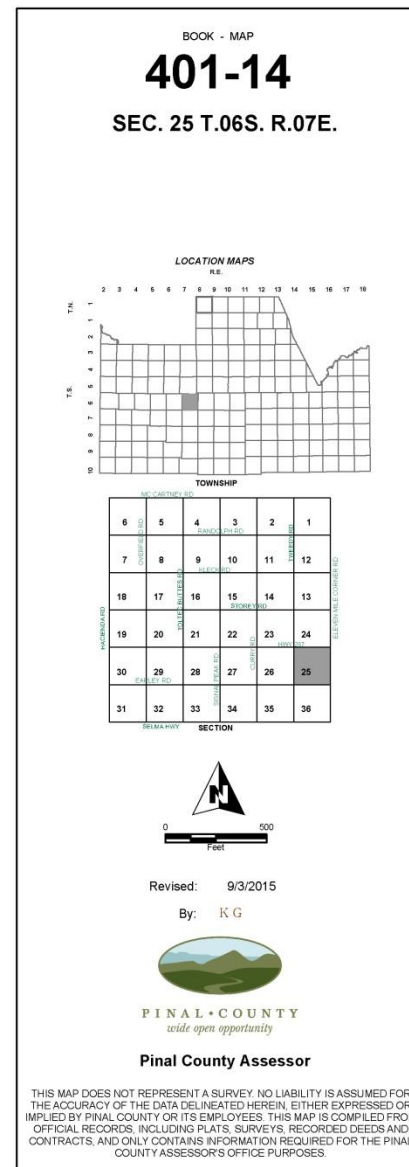 BOOK - MAP
401-14
SEC. 25 T.06S. R.07E.
LOCATION MAPS
R.E.
2 3 4 5 6 7 8 9 10 11 12 13 14 15 16 17 18
T.N.
1
1
2
3
4
T.S.
5
6
7
8
9
10
TOWNSHIP
MC CARTNEY RD
6 5 4 3 2 1
RANDOLPH RD
OVERFIELD RD
TWEEDY RD
7 8 9 10 11 12
KLECK RD
ELEVEN MILE CORNER RD
18 17 16 15 14 13
TOLTEC BUTTES RD
STOREY RD
HACIENDA RD
19 20 21 22 23 24
CURRY RD
HWY 287
30 29 28 27 26 25
EARLEY RD
SIGNAL PEAK RD
31 32 33 34 35 36
SELMA HWY
SECTION
N
0 500
Feet
Revised: 9/3/2015
By: KG
PINAL • COUNTY
wide open opportunity
Pinal County Assessor
THIS MAP DOES NOT REPRESENT A SURVEY. NO LIABILITY IS ASSUMED FOR
THE ACCURACY OF THE DATA DELINEATED HEREIN, EITHER EXPRESSED OR
IMPLIED BY PINAL COUNTY OR ITS EMPLOYEES. THIS MAP IS COMPILED FROM
OFFICIAL RECORDS, INCLUDING PLATS, SURVEYS, RECORDED DEEDS AND
CONTRACTS, AND ONLY CONTAINS INFORMATION REQUIRED FOR THE PINAL
COUNTY ASSESSOR'S OFFICE PURPOSES.